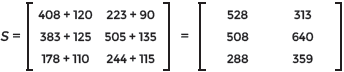 S = [ 408 + 120 223 + 90 ] = [ 528 313 ]
[ 383 + 125 505 + 135 ] [ 508 640 ]
[ 178 + 110 244 + 115 ] [ 288 359 ]